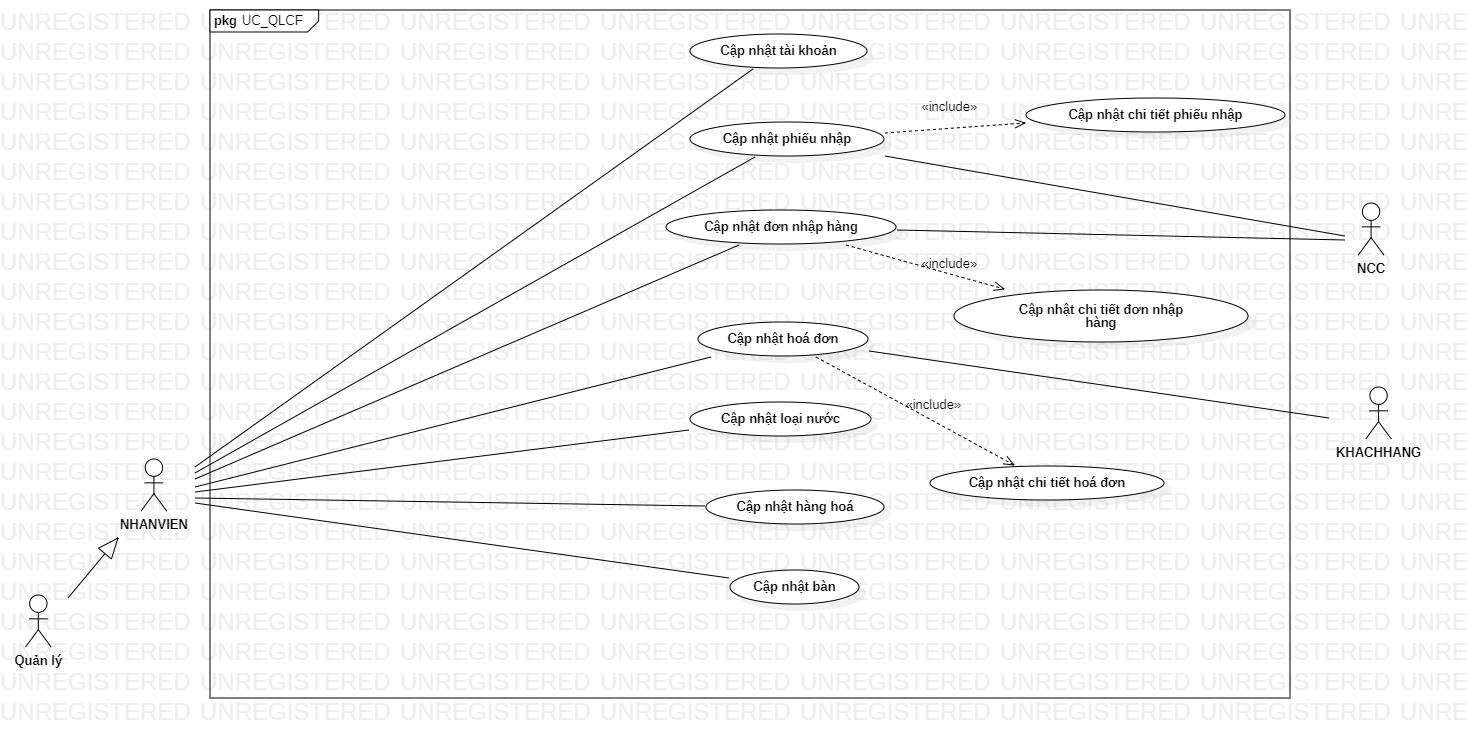 pkg UC_QLCF
Cập nhật tài khoản
«include»
Cập nhật chi tiết phiếu nhập
Cập nhật phiếu nhập
Cập nhật đơn nhập hàng
«include»
NCC
Cập nhật chi tiết đơn nhập
hàng
Cập nhật hoá đơn
«include»
Cập nhật loại nước
KHACHHANG
Cập nhật chi tiết hoá đơn
Cập nhật hàng hoá
NHANVIEN
Cập nhật bàn
Quản lý
UNREGISTERED UNREGISTERED UNREGISTERED UNREGISTERED UNREGISTERED UNREGISTERED UNREGISTERED UNRE